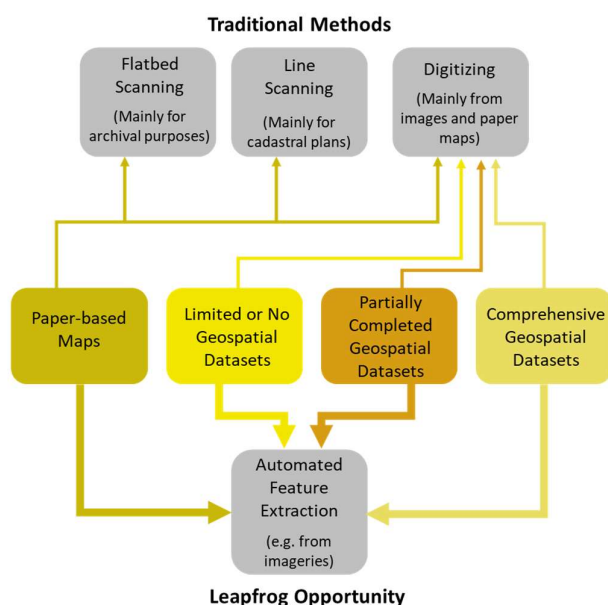 Traditional Methods
Flatbed
Scanning
(Mainly for
archival purposes)
Line
Scanning
(Mainly for
cadastral plans)
Digitizing
(Mainly from
images and paper
maps)
Paper-based
Maps
Limited or No
Geospatial
Datasets
Partially
Completed
Geospatial
Datasets
Comprehensive
Geospatial
Datasets
Automated
Feature
Extraction
(e.g. from
imageries)
Leapfrog Opportunity